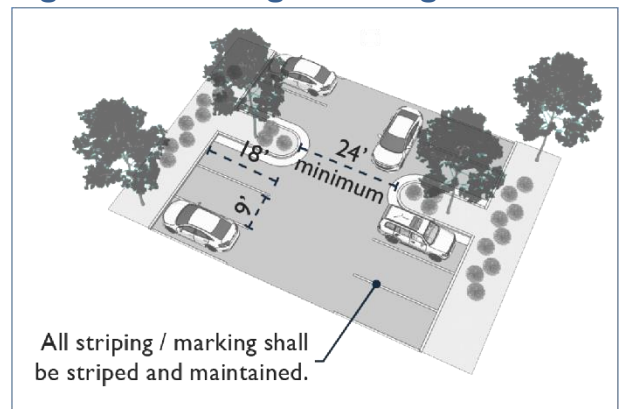 18'
24'
minimum
9'
All striping / marking shall
be striped and maintained.